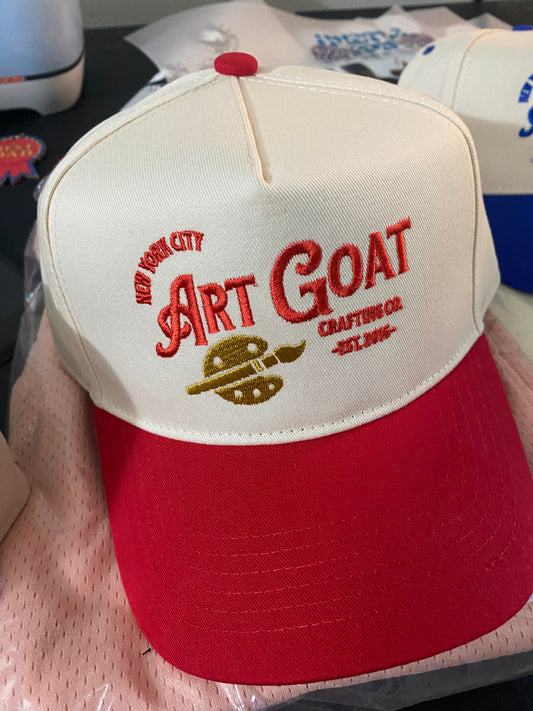 NEW YORK CITY
ART GOAT
CRAFTING CO.
-EST. 2016-